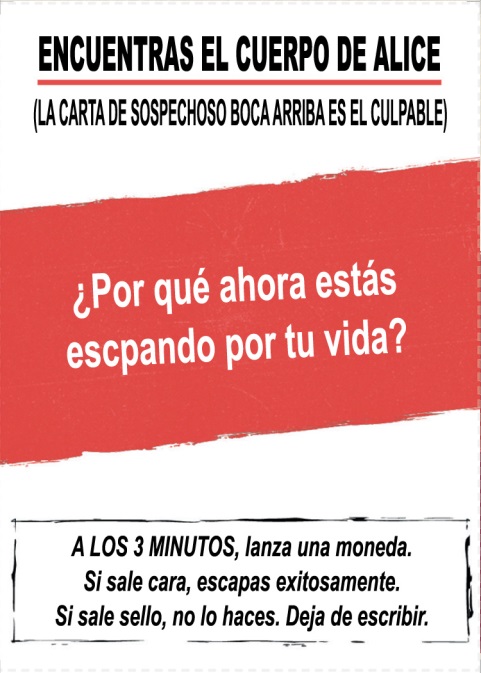 ENCUENTRAS EL CUERPO DE ALICE
(LA CARTA DE SOSPECHOSO BOCA ARRIBA ES EL CULPABLE)
¿Por qué ahora estás
escpando por tu vida?
A LOS 3 MINUTOS, lanza una moneda.
Si sale cara, escapas exitosamente.
Si sale sello, no lo haces. Deja de escribir.